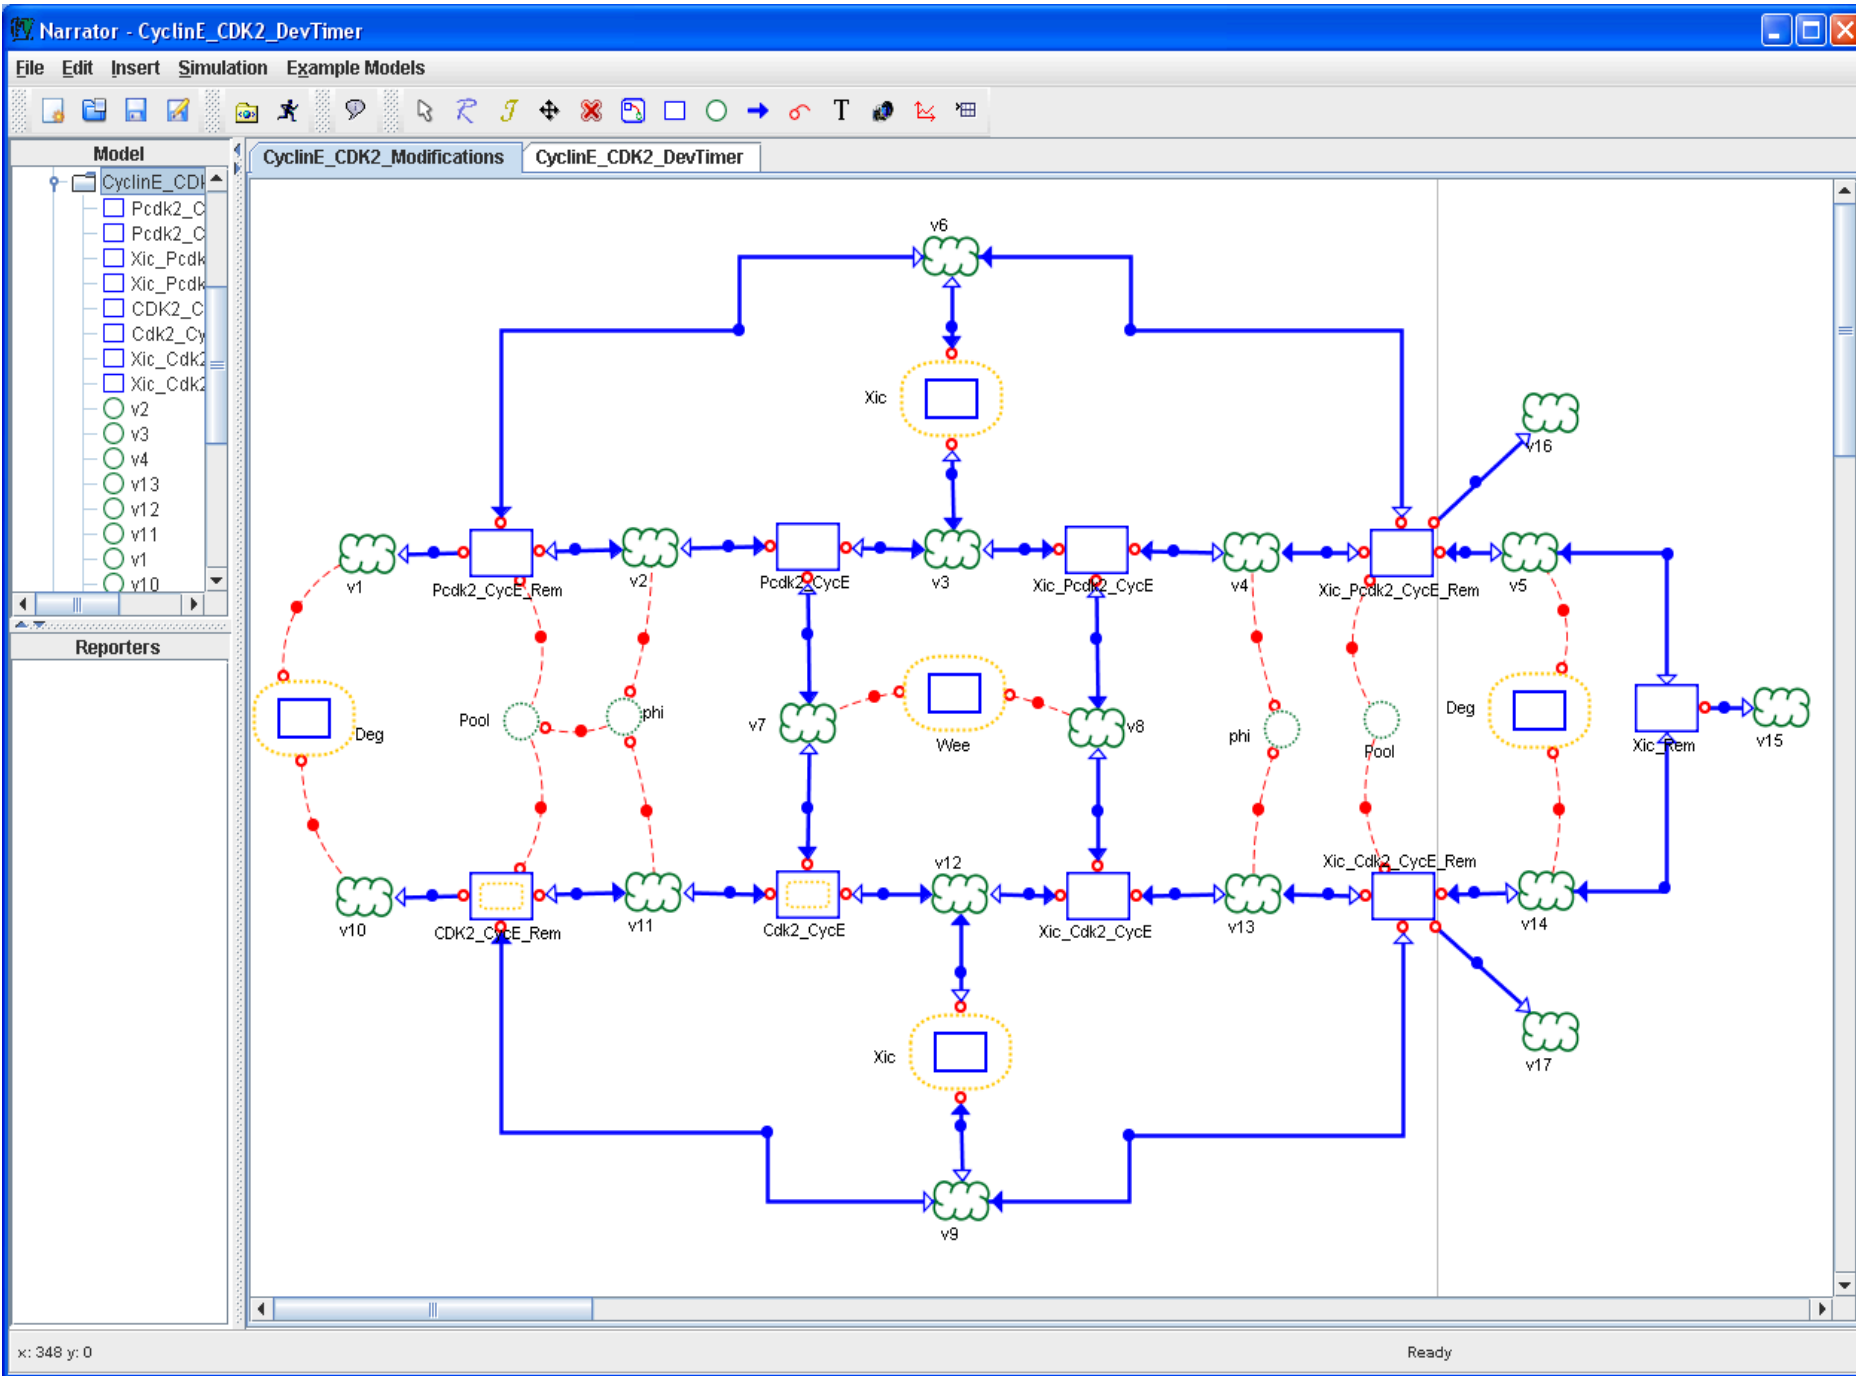 Narrator - CyclinE_CDK2_DevTimer
File Edit Insert Simulation Example Models
Model
CyclinE_CDK2_Modifications
CyclinE_CDK2_DevTimer
CyclinE_CDK
Pcdk2_C
Pcdk2_C
Xic_Pcdk
Xic_Pcdk
CDK2_C
Cdk2_Cy
Xic_Cdk2
Xic_Cdk2
v2
v3
v4
v13
v12
v11
v1
v10
Reporters
v6
Xic
v16
v1
Pcdk2_CycE_Rem
v2
Pcdk2_CycE
v3
Xic_Pcdk2_CycE
v4
Xic_Pcdk2_CycE_Rem
v5
Deg
Pool
phi
v7
Wee
v8
phi
Pool
Deg
Xic_Rem
v15
v10
CDK2_CycE_Rem
v11
Cdk2_CycE
v12
Xic_Cdk2_CycE
v13
Xic_Cdk2_CycE_Rem
v14
Xic
v17
v9
x: 348 y: 0
Ready